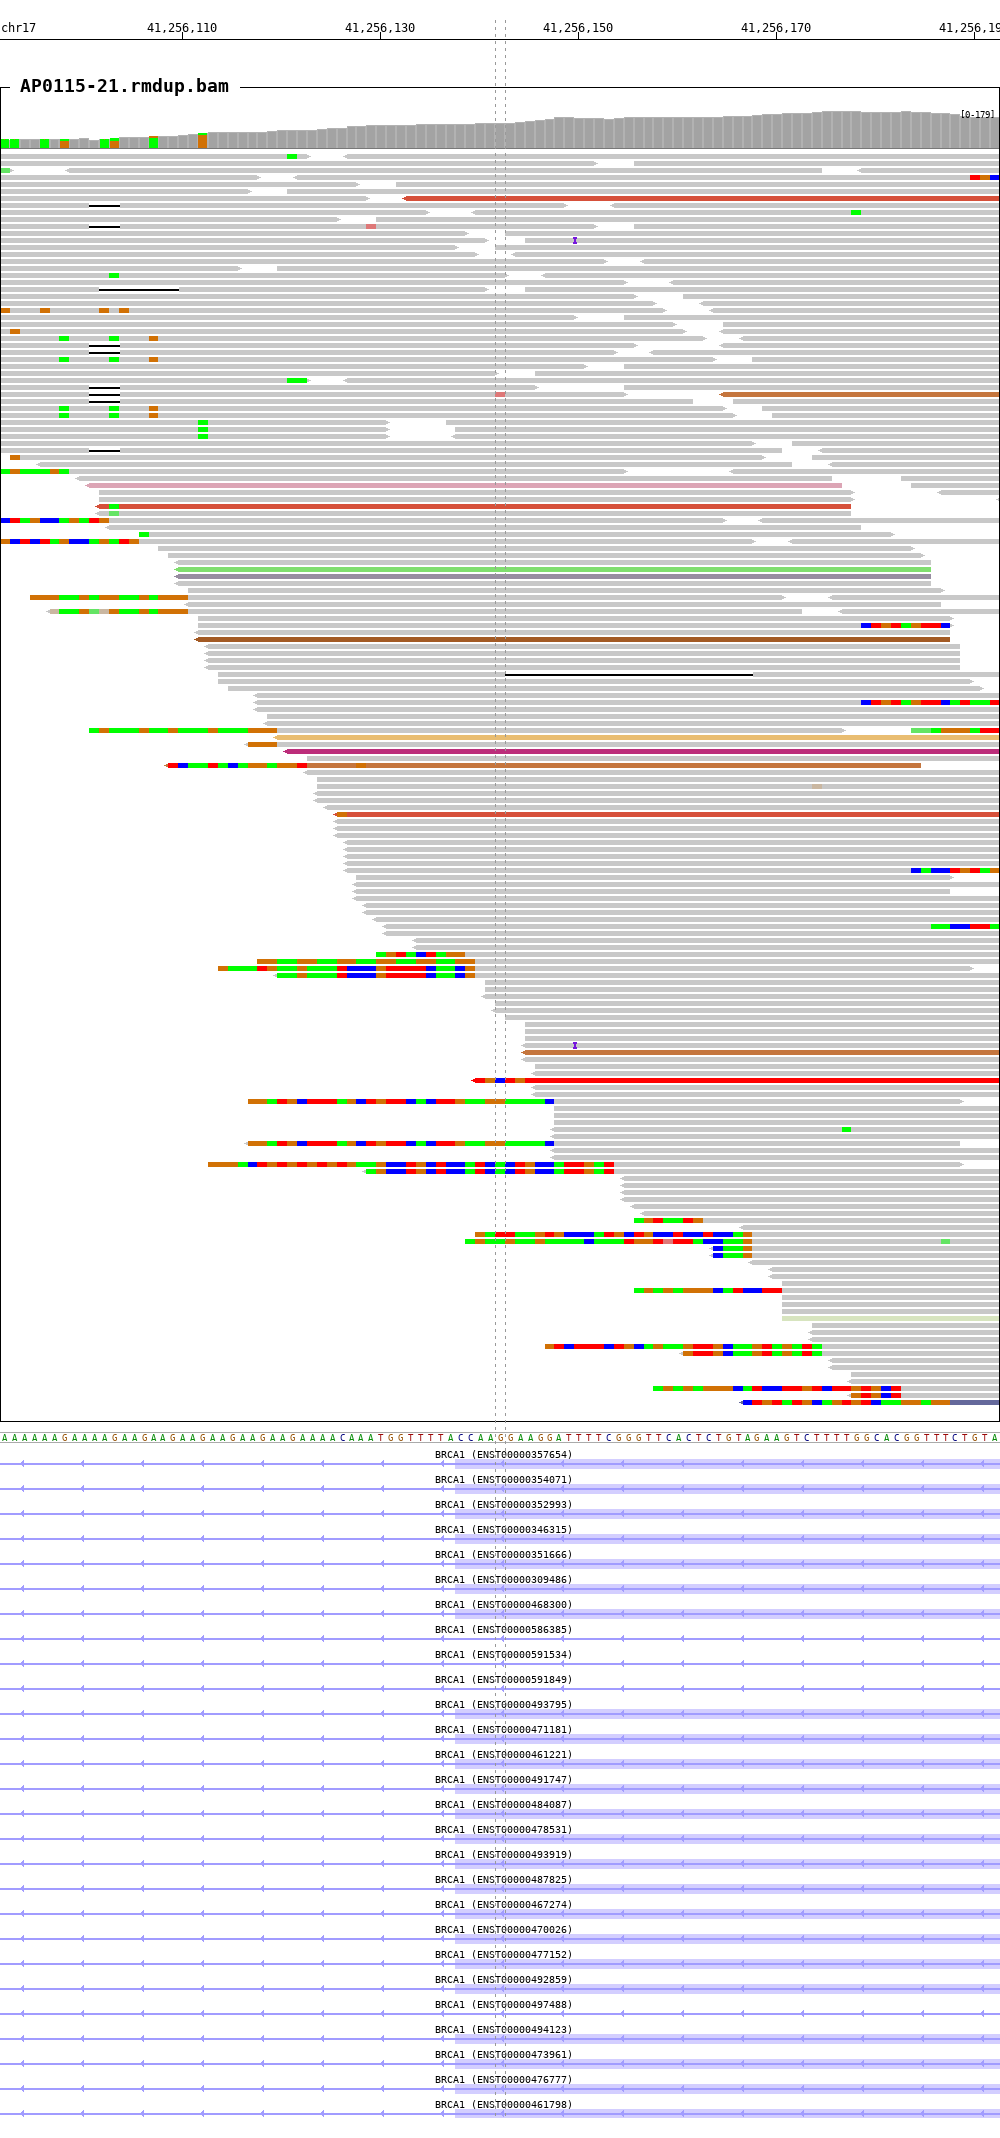 chr17 41,256,110 41,256,130 41,256,150 41,256,170 41,256,19
AP0115-21.rmdup.bam
[0-179]
AAAAAAGAAAAGAAGAAGAAGAAGAAGAAGAAGAAAACAAATGGTTTTACCAAGGAAGGATTTTCGGGTTCACTCTGTAGAAGTCTTTTGGCACGGTTTCTGTA
BRCA1 (ENST00000357654)
BRCA1 (ENST00000354071)
BRCA1 (ENST00000352993)
BRCA1 (ENST00000346315)
BRCA1 (ENST00000351666)
BRCA1 (ENST00000309486)
BRCA1 (ENST00000468300)
BRCA1 (ENST00000586385)
BRCA1 (ENST00000591534)
BRCA1 (ENST00000591849)
BRCA1 (ENST00000493795)
BRCA1 (ENST00000471181)
BRCA1 (ENST00000461221)
BRCA1 (ENST00000491747)
BRCA1 (ENST00000484087)
BRCA1 (ENST00000478531)
BRCA1 (ENST00000493919)
BRCA1 (ENST00000487825)
BRCA1 (ENST00000467274)
BRCA1 (ENST00000470026)
BRCA1 (ENST00000477152)
BRCA1 (ENST00000492859)
BRCA1 (ENST00000497488)
BRCA1 (ENST00000494123)
BRCA1 (ENST00000473961)
BRCA1 (ENST00000476777)
BRCA1 (ENST00000461798)